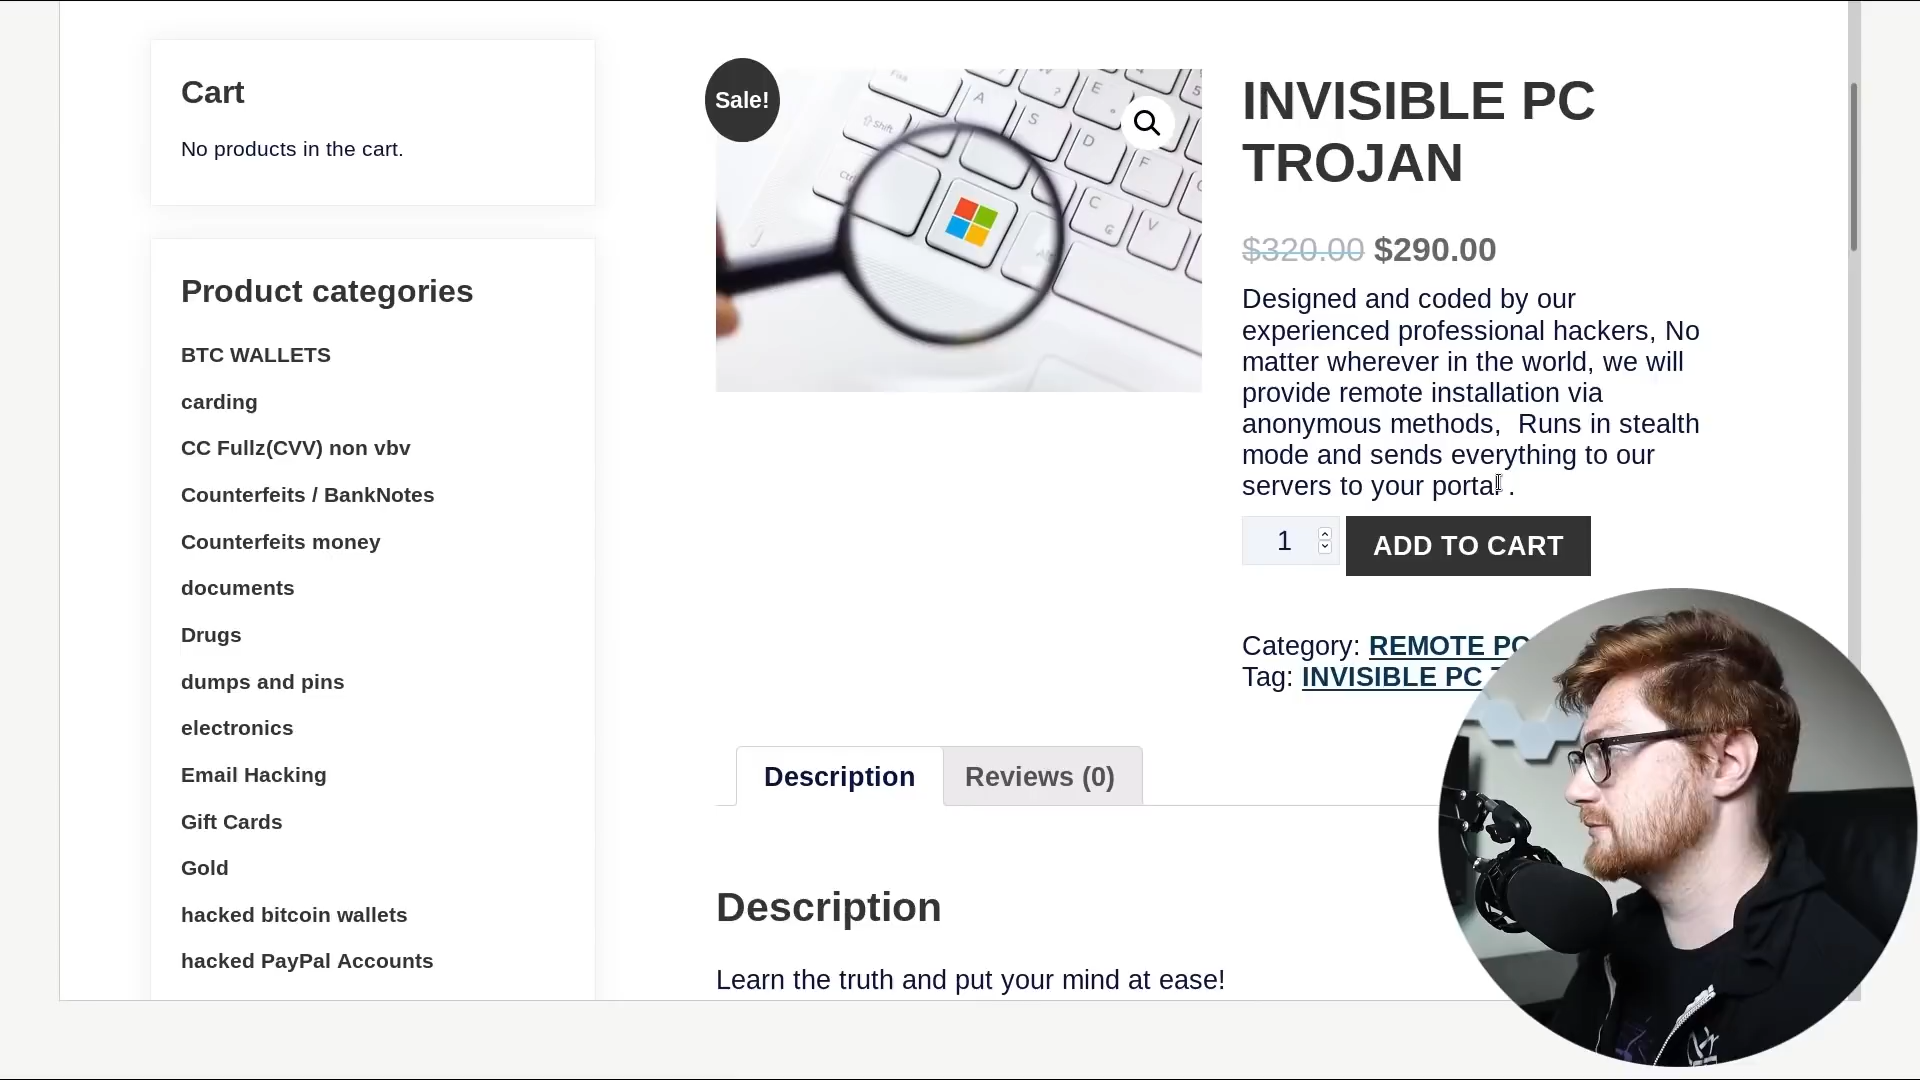 Cart
No products in the cart.
Product categories
BTC WALLETS
carding
CC Fullz(CVV) non vbv
Counterfeits / BankNotes
Counterfeits money
documents
Drugs
dumps and pins
electronics
Email Hacking
Gift Cards
Gold
hacked bitcoin wallets
hacked PayPal Accounts
Sale!
A
S
D
F
E
C
V
Shift
INVISIBLE PC
TROJAN
$320.00 $290.00
Designed and coded by our
experienced professional hackers, No
matter wherever in the world, we will
provide remote installation via
anonymous methods,  Runs in stealth
mode and sends everything to our
servers to your portal .
1
ADD TO CART
Category: REMOTE PC
Tag: INVISIBLE PC
Description
Reviews (0)
Description
Learn the truth and put your mind at ease!